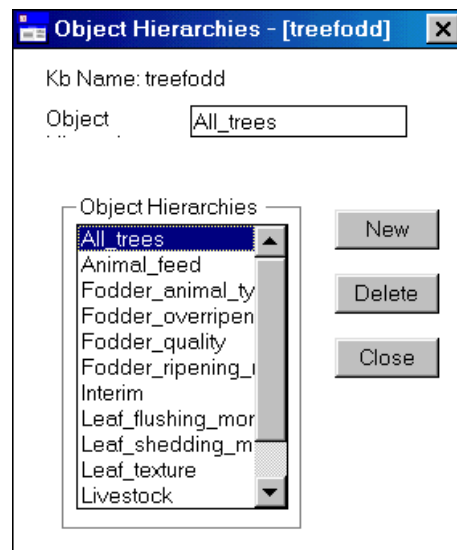 Object Hierarchies - [treefodd]
Kb Name: treefodd
Object
All_trees
Object Hierarchies
All_trees
Animal_feed
Fodder_animal_ty
Fodder_overripen
Fodder_quality
Fodder_ripening_
Interim
Leaf_flushing_mor
Leaf_shedding_m
Leaf_texture
Livestock
New
Delete
Close